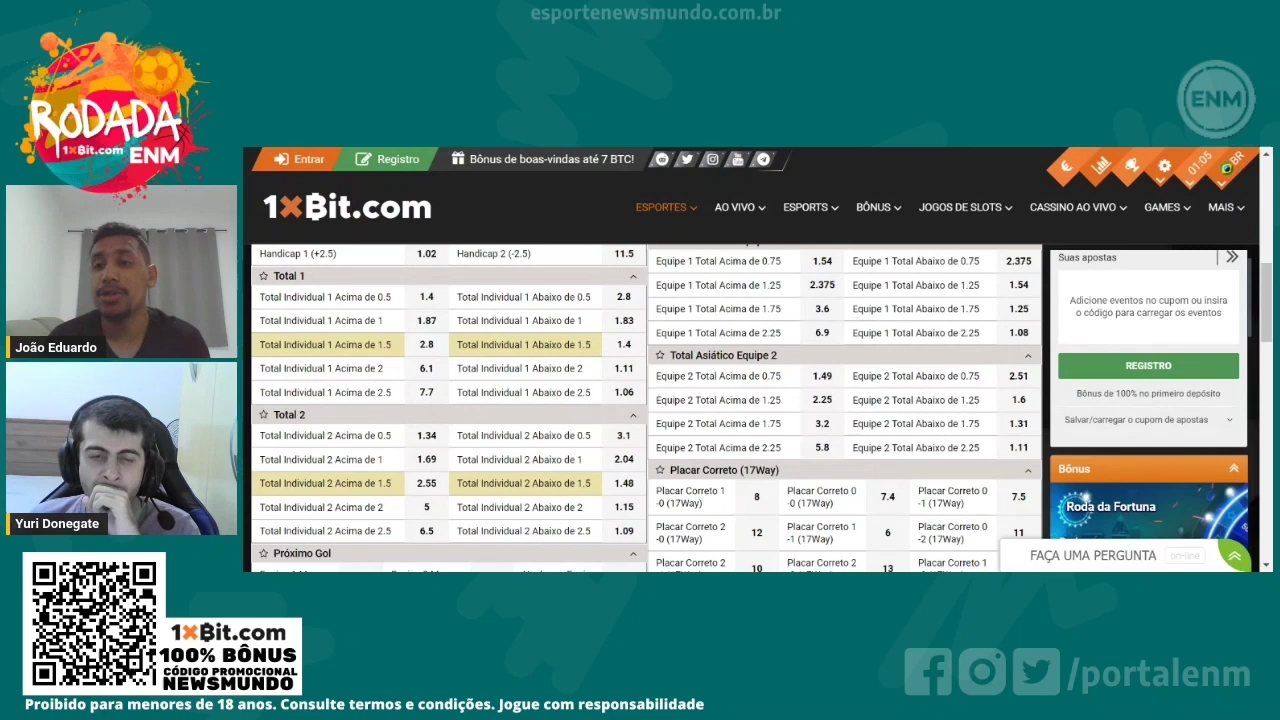 esportenewsmundo.com.br
RODADA
1×Bit.com
ENM
ENM
João Eduardo
Yuri Donegate
Entrar
Registro
Bônus de boas-vindas até 7 BTC!
01:05
BR
1×Bit.com
ESPORTES
AO VIVO
ESPORTS
BÔNUS
JOGOS DE SLOTS
CASSINO AO VIVO
GAMES
MAIS
Handicap 1 (+2.5) 1.02 Handicap 2 (-2.5) 11.5
Total 1
Total Individual 1 Acima de 0.5 1.4 Total Individual 1 Abaixo de 0.5 2.8
Total Individual 1 Acima de 1 1.87 Total Individual 1 Abaixo de 1 1.83
Total Individual 1 Acima de 1.5 2.8 Total Individual 1 Abaixo de 1.5 1.4
Total Individual 1 Acima de 2 6.1 Total Individual 1 Abaixo de 2 1.11
Total Individual 1 Acima de 2.5 7.7 Total Individual 1 Abaixo de 2.5 1.06
Total 2
Total Individual 2 Acima de 0.5 1.34 Total Individual 2 Abaixo de 0.5 3.1
Total Individual 2 Acima de 1 1.69 Total Individual 2 Abaixo de 1 2.04
Total Individual 2 Acima de 1.5 2.55 Total Individual 2 Abaixo de 1.5 1.48
Total Individual 2 Acima de 2 5 Total Individual 2 Abaixo de 2 1.15
Total Individual 2 Acima de 2.5 6.5 Total Individual 2 Abaixo de 2.5 1.09
Próximo Gol
Equipe 1 Total Acima de 0.75 1.54 Equipe 1 Total Abaixo de 0.75 2.375
Equipe 1 Total Acima de 1.25 2.375 Equipe 1 Total Abaixo de 1.25 1.54
Equipe 1 Total Acima de 1.75 3.6 Equipe 1 Total Abaixo de 1.75 1.25
Equipe 1 Total Acima de 2.25 6.9 Equipe 1 Total Abaixo de 2.25 1.08
Total Asiático Equipe 2
Equipe 2 Total Acima de 0.75 1.49 Equipe 2 Total Abaixo de 0.75 2.51
Equipe 2 Total Acima de 1.25 2.25 Equipe 2 Total Abaixo de 1.25 1.6
Equipe 2 Total Acima de 1.75 3.2 Equipe 2 Total Abaixo de 1.75 1.31
Equipe 2 Total Acima de 2.25 5.8 Equipe 2 Total Abaixo de 2.25 1.11
Placar Correto (17Way)
Placar Correto 1 8 Placar Correto 0 7.4 Placar Correto 0 7.5
-0 (17Way) -0 (17Way) -1 (17Way)
Placar Correto 2 12 Placar Correto 1 6 Placar Correto 0 11
-0 (17Way) -1 (17Way) -2 (17Way)
Placar Correto 2 10 Placar Correto 2 13 Placar Correto 1
Suas apostas
Adicione eventos no cupom ou insira
o código para carregar os eventos
REGISTRO
Bônus de 100% no primeiro depósito
Salvar/carregar o cupom de apostas
Bônus
Roda da Fortuna
FAÇA UMA PERGUNTA on-line
1×Bit.com
100% BÔNUS
CÓDIGO PROMOCIONAL
NEWSMUNDO
/portalenm
Proibido para menores de 18 anos. Consulte termos e condições. Jogue com responsabilidade